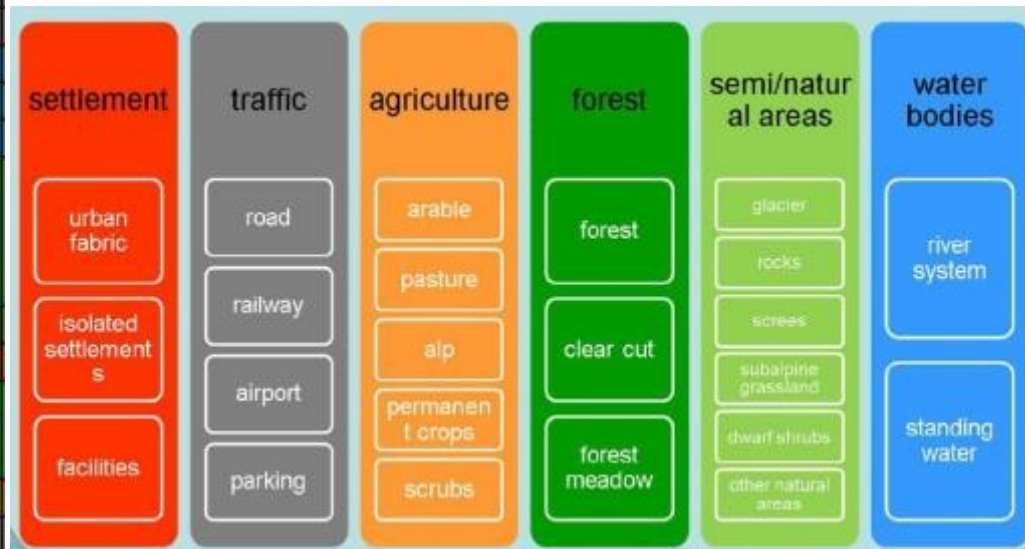 settlement
urban
fabric
isolated
settlement
s
facilities
traffic
road
railway
airport
parking
agriculture
arable
pasture
alp
permanen
t crops
scrubs
forest
forest
clear cut
forest
meadow
semi/natur
al areas
glacier
rocks
screes
subalpine
grassland
dwarf shrubs
other natural
areas
water
bodies
river
system
standing
water